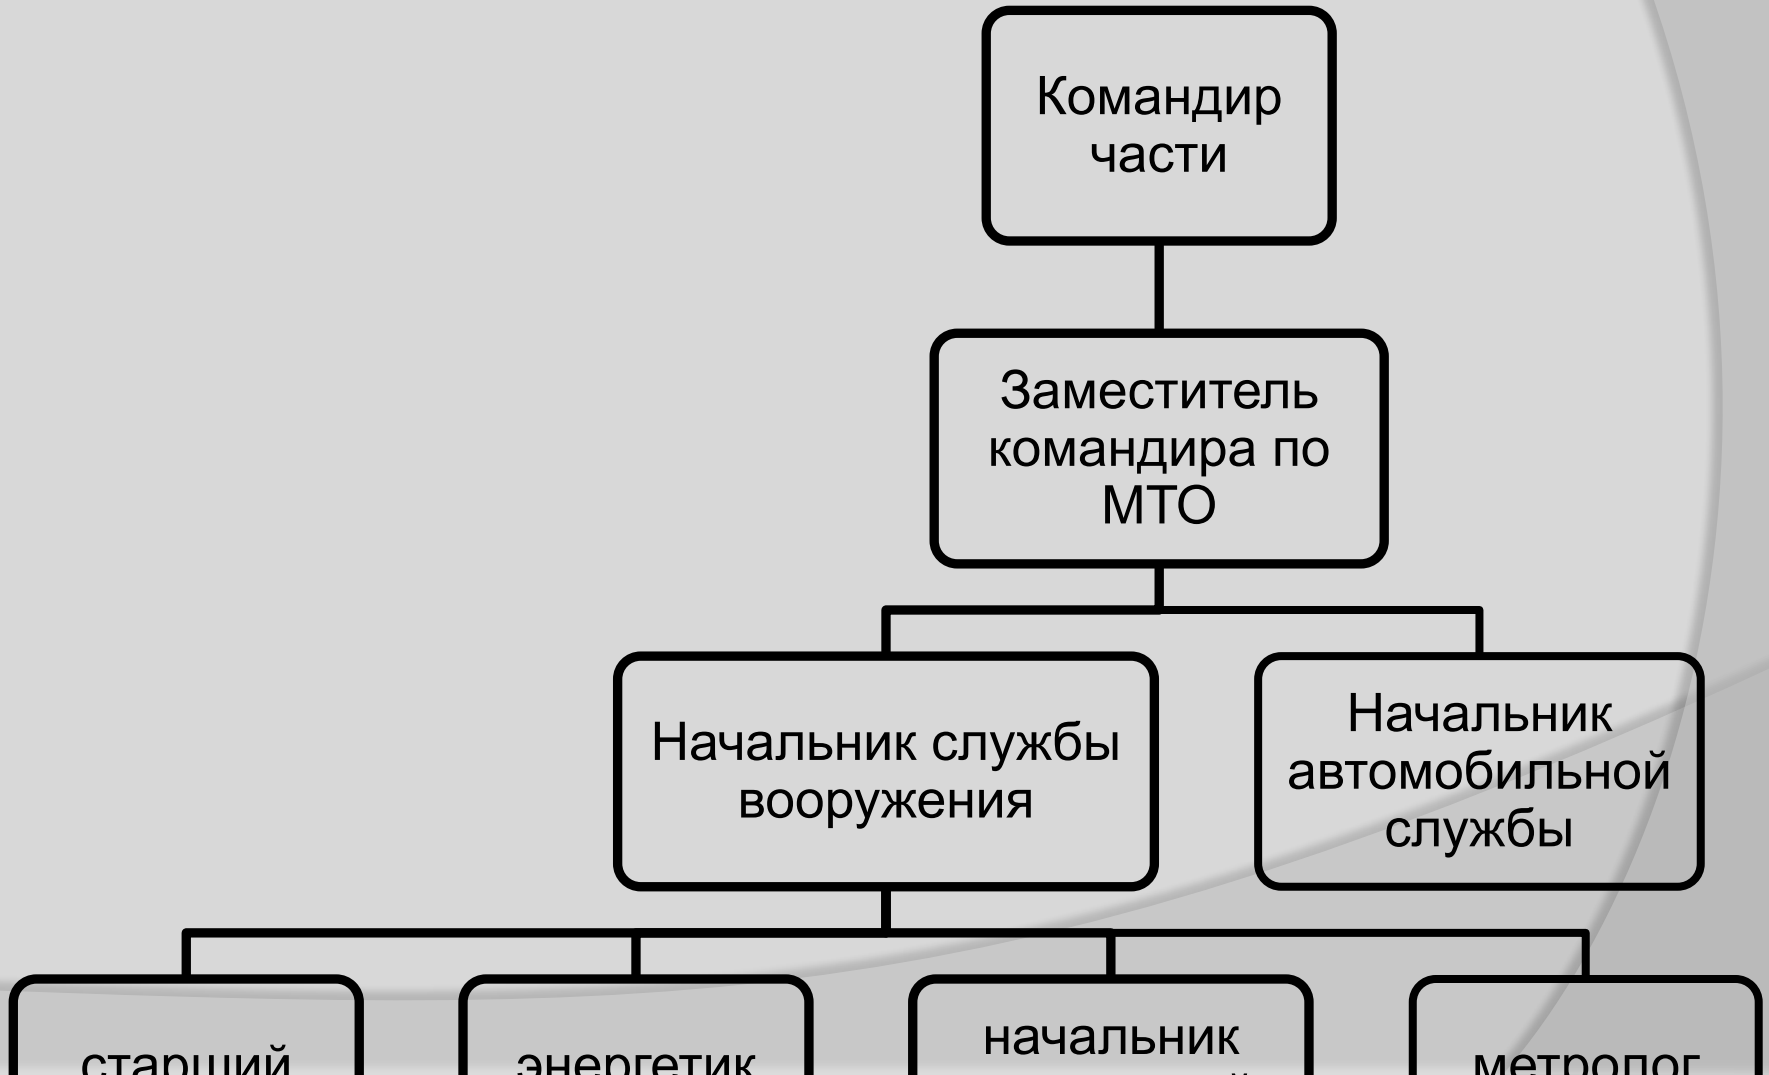 Командир
части
Заместитель
командира по
МТО
Начальник службы
вооружения
Начальник
автомобильной
службы
старший
энергетик
начальник
метролог